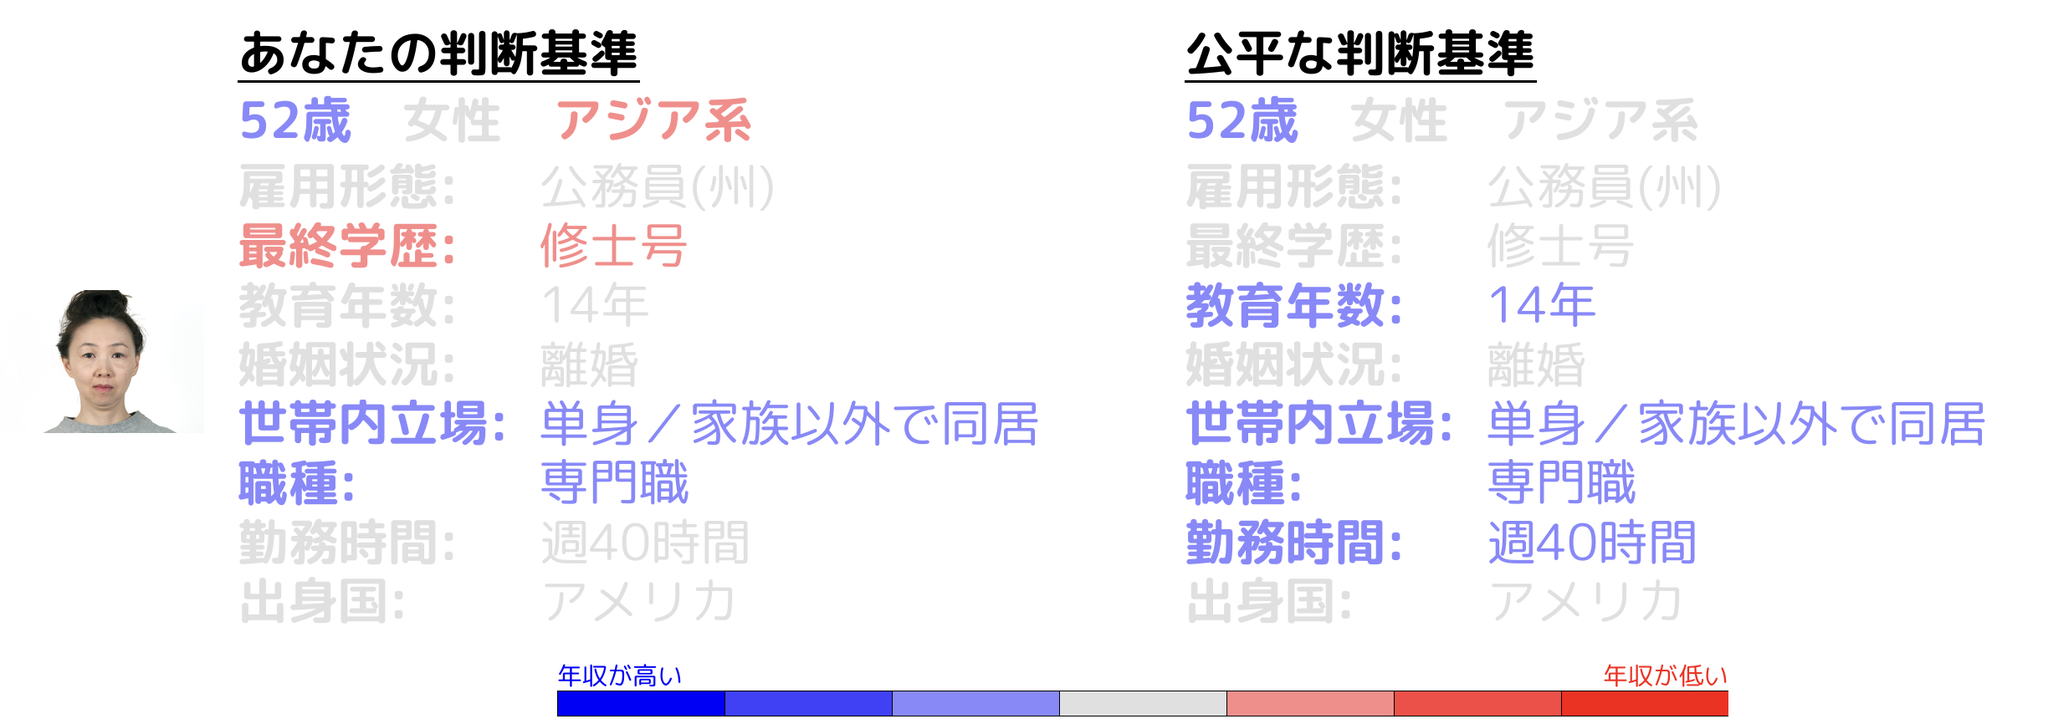 あなたの判断基準
52歳 女性 アジア系
雇用形態: 公務員(州)
最終学歴: 修士号
教育年数: 14年
婚姻状況: 離婚
世帯内立場: 単身／家族以外で同居
職種: 専門職
勤務時間: 週40時間
出身国: アメリカ
公平な判断基準
52歳 女性 アジア系
雇用形態: 公務員(州)
最終学歴: 修士号
教育年数: 14年
婚姻状況: 離婚
世帯内立場: 単身／家族以外で同居
職種: 専門職
勤務時間: 週40時間
出身国: アメリカ
年収が高い
年収が低い